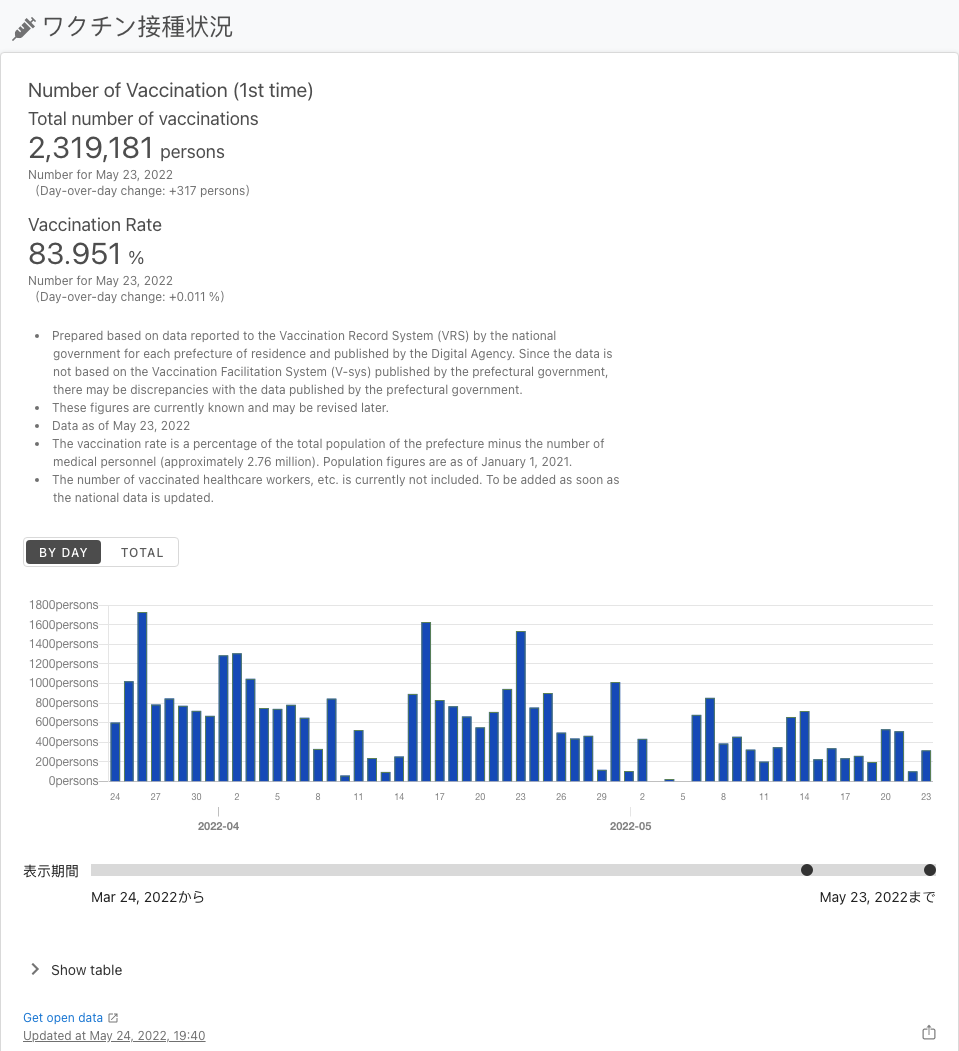 ワクチン接種状況
Number of Vaccination (1st time)
Total number of vaccinations
2,319,181 persons
Number for May 23, 2022
(Day-over-day change: +317 persons)
Vaccination Rate
83.951 %
Number for May 23, 2022
(Day-over-day change: +0.011 %)
• Prepared based on data reported to the Vaccination Record System (VRS) by the national
government for each prefecture of residence and published by the Digital Agency. Since the data is
not based on the Vaccination Facilitation System (V-sys) published by the prefectural government,
there may be discrepancies with the data published by the prefectural government.
• These figures are currently known and may be revised later.
• Data as of May 23, 2022
• The vaccination rate is a percentage of the total population of the prefecture minus the number of
medical personnel (approximately 2.76 million). Population figures are as of January 1, 2021.
• The number of vaccinated healthcare workers, etc. is currently not included. To be added as soon as
the national data is updated.
BY DAY TOTAL
1800persons
1600persons
1400persons
1200persons
1000persons
800persons
600persons
400persons
200persons
0persons
24 27 30 2 5 8 11 14 17 20 23 26 29 2 5 8 11 14 17 20 23
2022-04 2022-05
表示期間
Mar 24, 2022から May 23, 2022まで
Show table
Get open data
Updated at May 24, 2022, 19:40